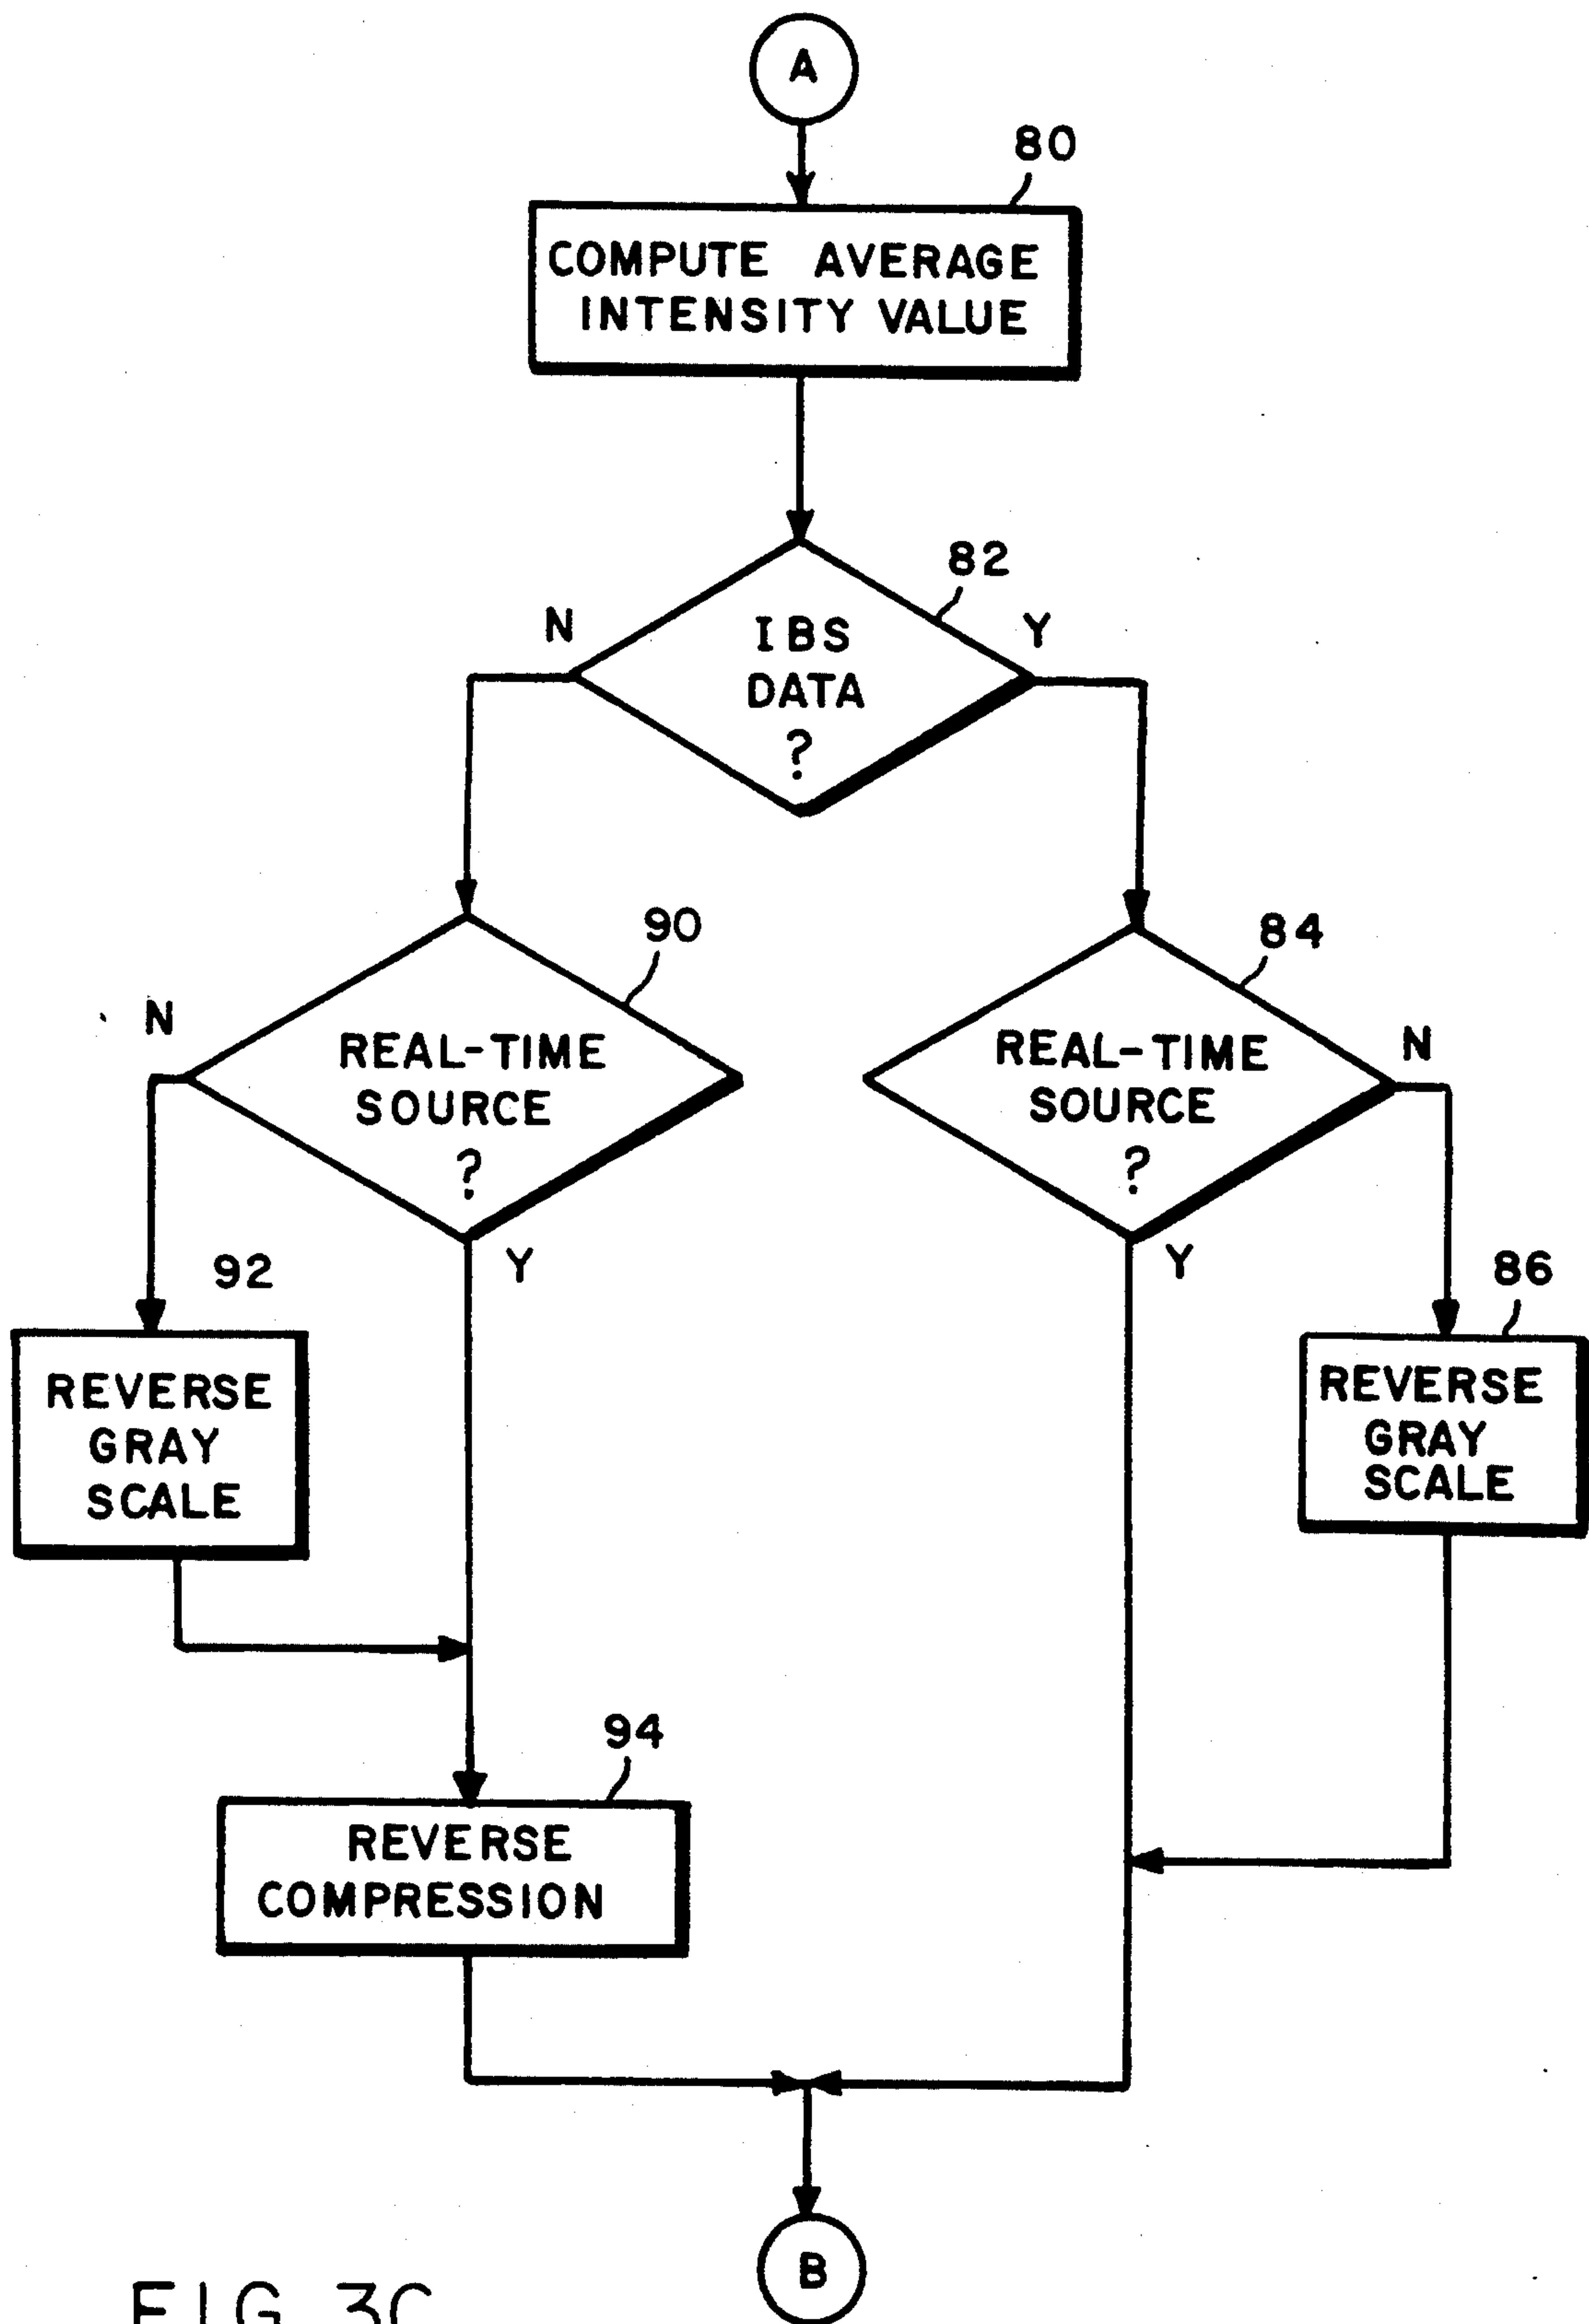 A
80
COMPUTE AVERAGE
INTENSITY VALUE
82
N
Y
IBS
DATA
?
90
84
N
REAL-TIME
SOURCE
?
Y
REAL-TIME
SOURCE
?
N
Y
92
86
REVERSE
GRAY
SCALE
REVERSE
GRAY
SCALE
94
REVERSE
COMPRESSION
B
FIG. 3C